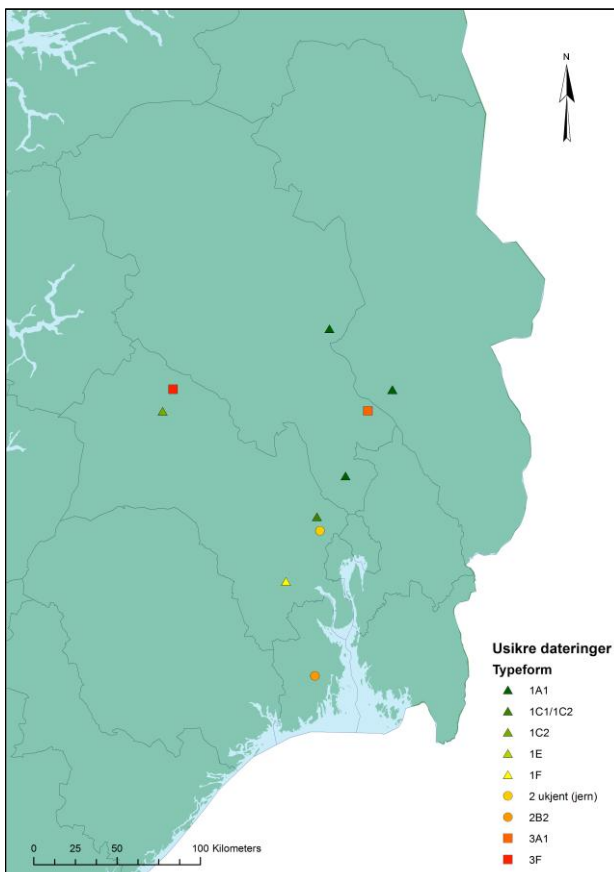 N
Usikre dateringer
Typeform
1A1
1C1/1C2
1C2
1E
1F
2 ukjent (jern)
2B2
3A1
3F
0 25 50 100 Kilometers